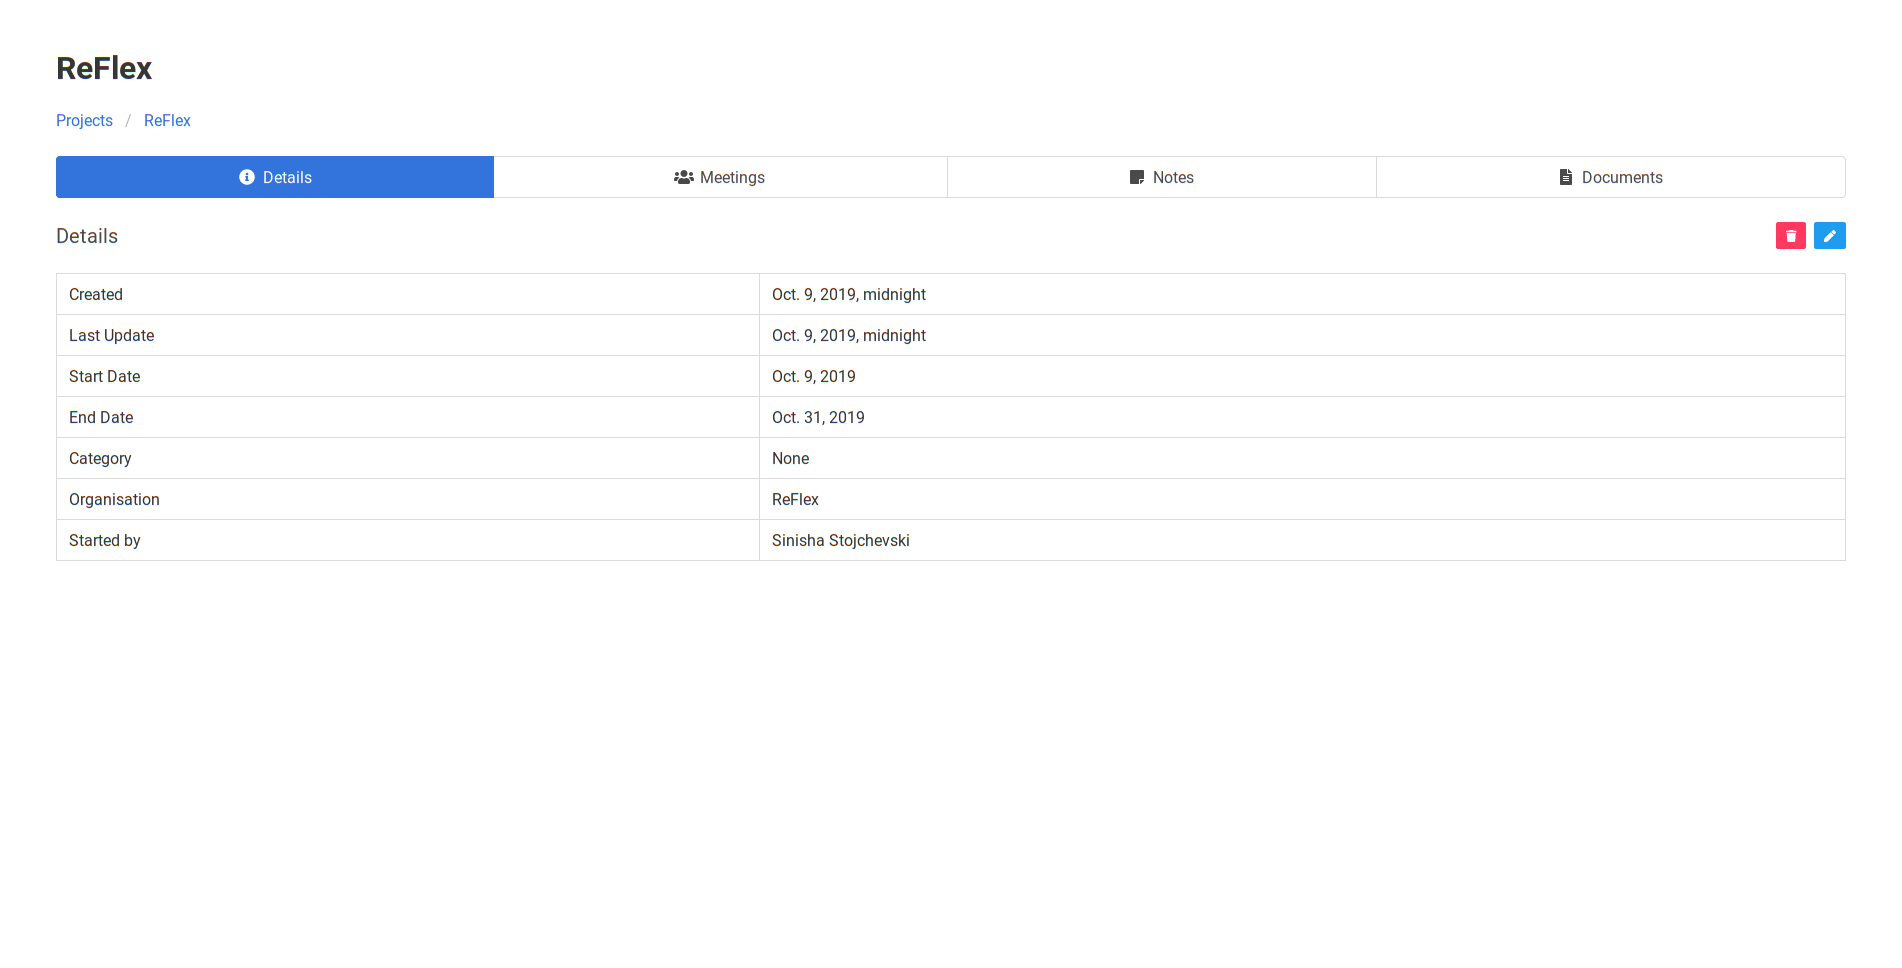 ReFlex
Projects / ReFlex
Details Meetings Notes Documents
Details
Created Oct. 9, 2019, midnight
Last Update Oct. 9, 2019, midnight
Start Date Oct. 9, 2019
End Date Oct. 31, 2019
Category None
Organisation ReFlex
Started by Sinisha Stojchevski